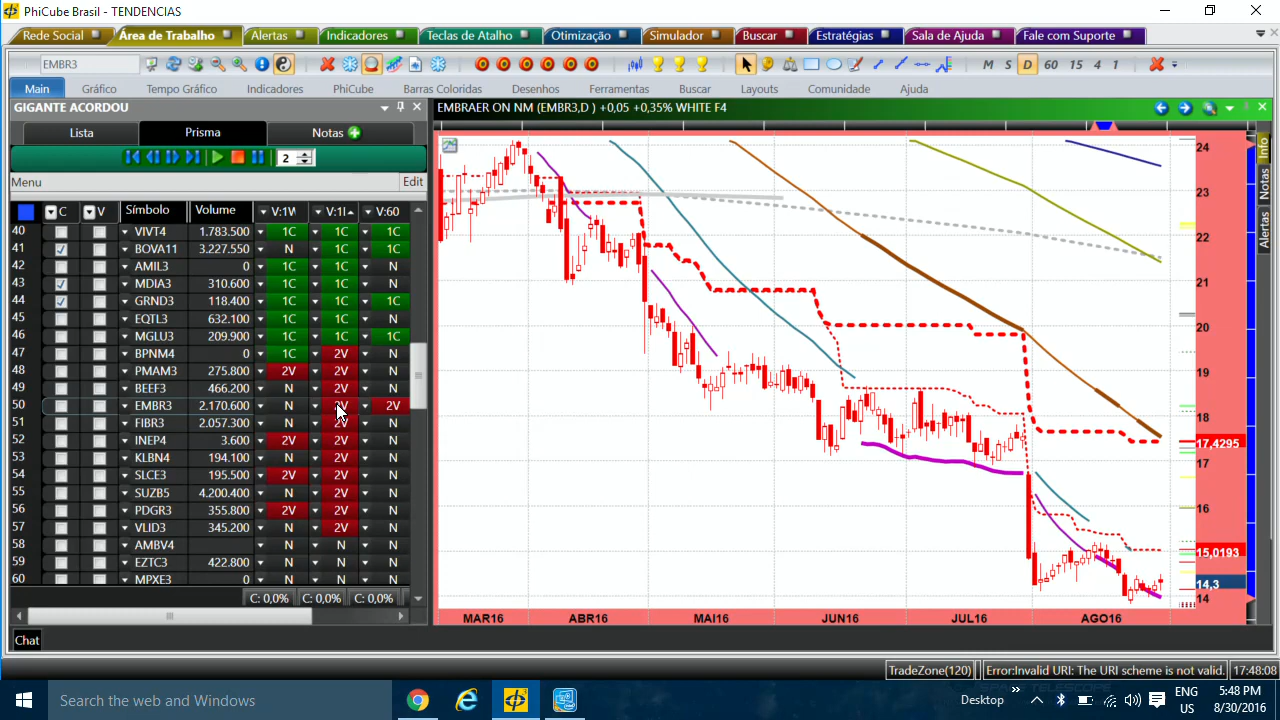 PhiCube Brasil - TENDENCIAS
Rede Social Área de Trabalho Alertas Indicadores Teclas de Atalho Otimização Simulador Buscar Estratégias Sala de Ajuda Fale com Suporte
EMBR3 M S D 60 15 4 1
Main Gráfico Tempo Gráfico Indicadores PhiCube Barras Coloridas Desenhos Ferramentas Buscar Layouts Comunidade Ajuda
GIGANTE ACORDOU
Lista Prisma Notas
2
Menu Edit
C V Símbolo Volume V:1 V:1 V:60
40 VIVT4 1.783.300 1C 1C 1C
41 BOVA11 3.227.550 N 1C 1C
42 AMIL3 0 1C 1C N
43 MDIA3 310.600 1C 1C N
44 GRND3 118.400 1C 1C 1C
45 EQTL3 632.100 1C 1C N
46 MGLU3 209.900 1C 1C 1C
47 BPNM4 0 1C 2V N
48 PMAM3 275.800 2V 2V N
49 BEEF3 466.200 N 2V N
50 EMBR3 2.170.600 N 2V 2V
51 FIBR3 2.057.300 N 2V N
52 INEP4 3.600 2V 2V N
53 KLBN4 194.100 N 2V N
54 SLCE3 195.500 2V 2V N
55 SUZB5 4.200.400 N 2V N
56 PDGR3 355.800 2V 2V N
57 VLID3 345.200 N 2V N
58 AMBV4 N N N
59 EZTC3 422.800 N N N
60 MPXE3 0 N N N
C: 0,0% C: 0,0% C: 0,0%
Chat
EMBRAER ON NM (EMBR3,D ) +0,05 +0,35% WHITE F4
24
23
22
21
20
19
18
17,4295
17
16
15,0193
14,3
14
MAR16 ABR16 MAI16 JUN16 JUL16 AGO16
Info
Notas
Alertas
TradeZone(120) Error:Invalid URI: The URI scheme is not valid. 17:48:08
Search the web and Windows
Desktop
ENG
US
5:48 PM
8/30/2016